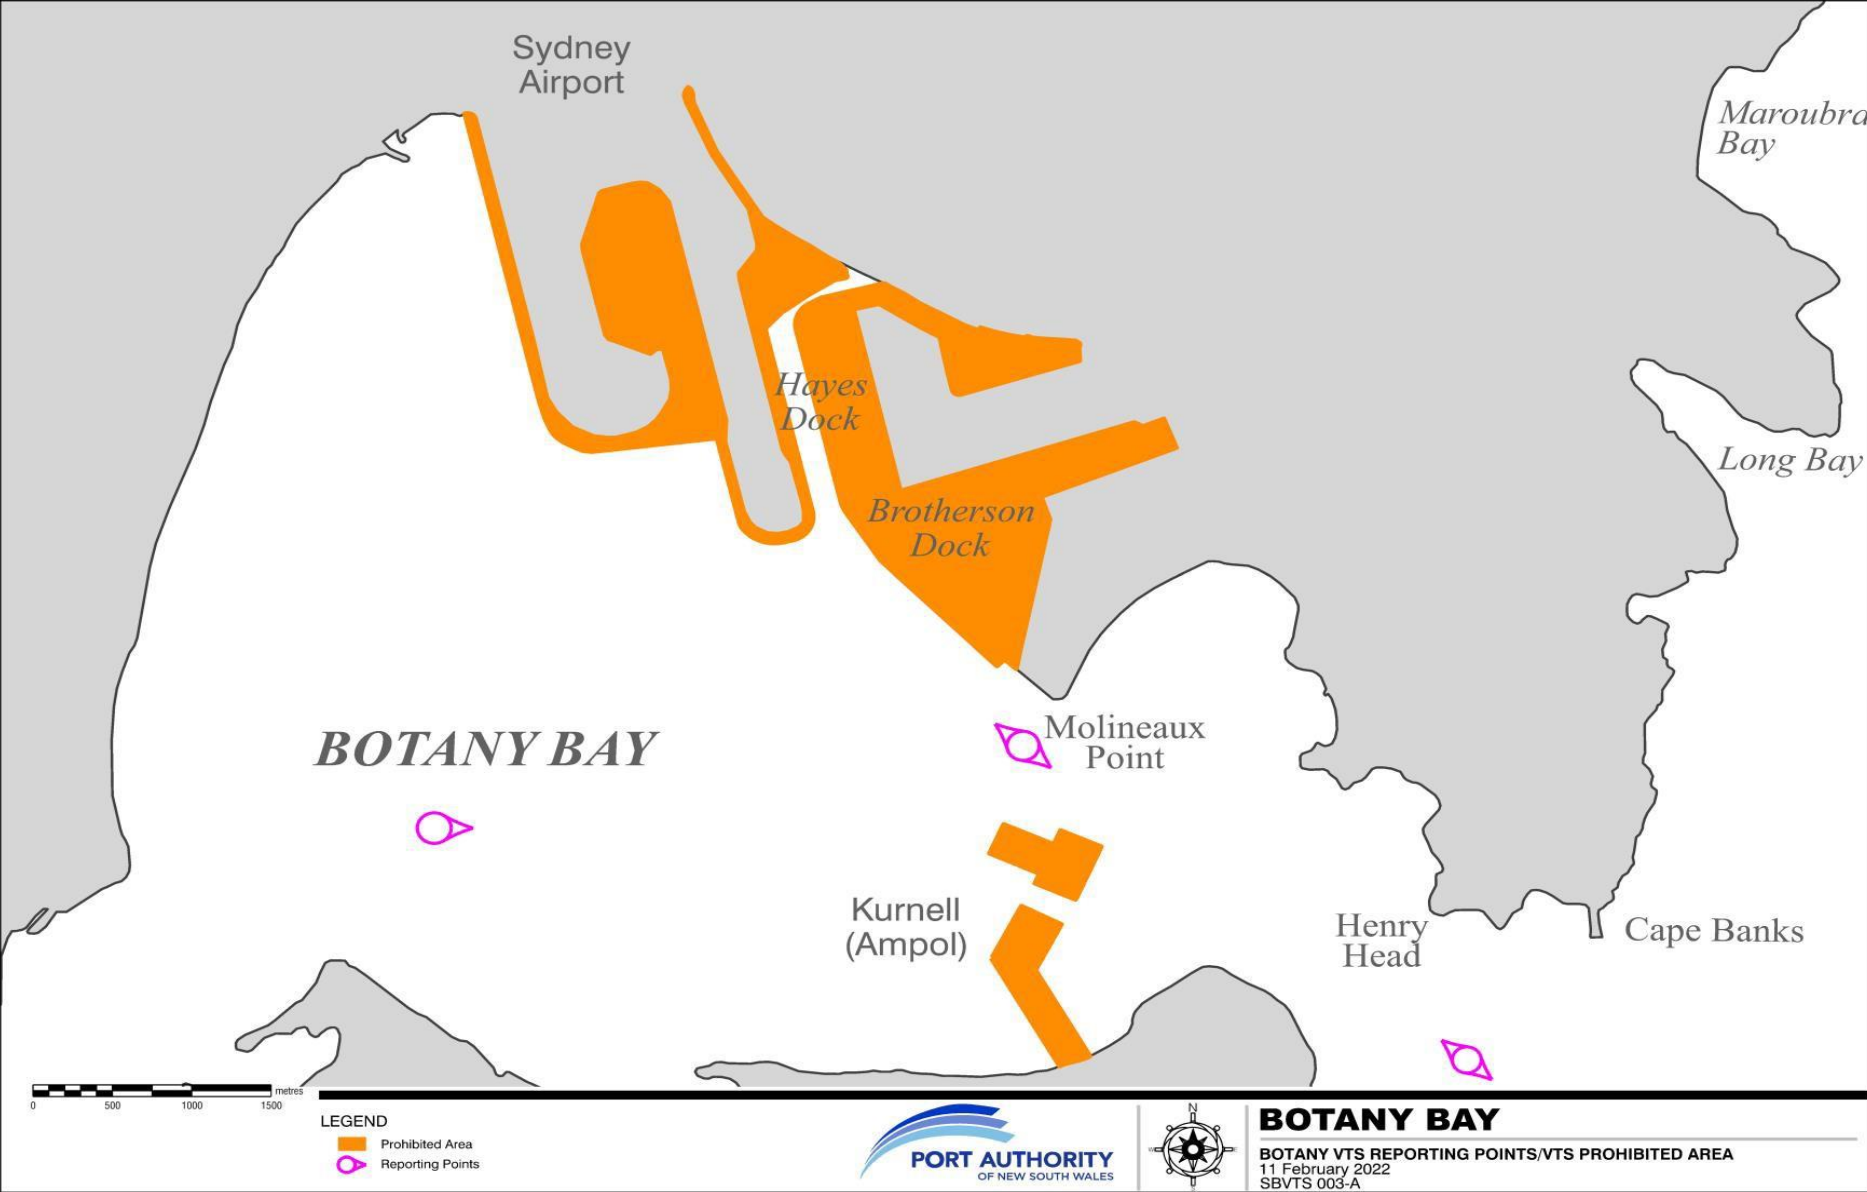 Sydney
Airport
Maroubra
Bay
Hayes
Dock
Long Bay
Brotherson
Dock
BOTANY BAY
Molineaux
Point
Kurnell
(Ampol)
Henry
Head
Cape Banks
metres
0 500 1000 1500
LEGEND
Prohibited Area
Reporting Points
PORT AUTHORITY
OF NEW SOUTH WALES
N
W
E
S
BOTANY BAY
BOTANY VTS REPORTING POINTS/VTS PROHIBITED AREA
11 February 2022
SBVTS 003-A